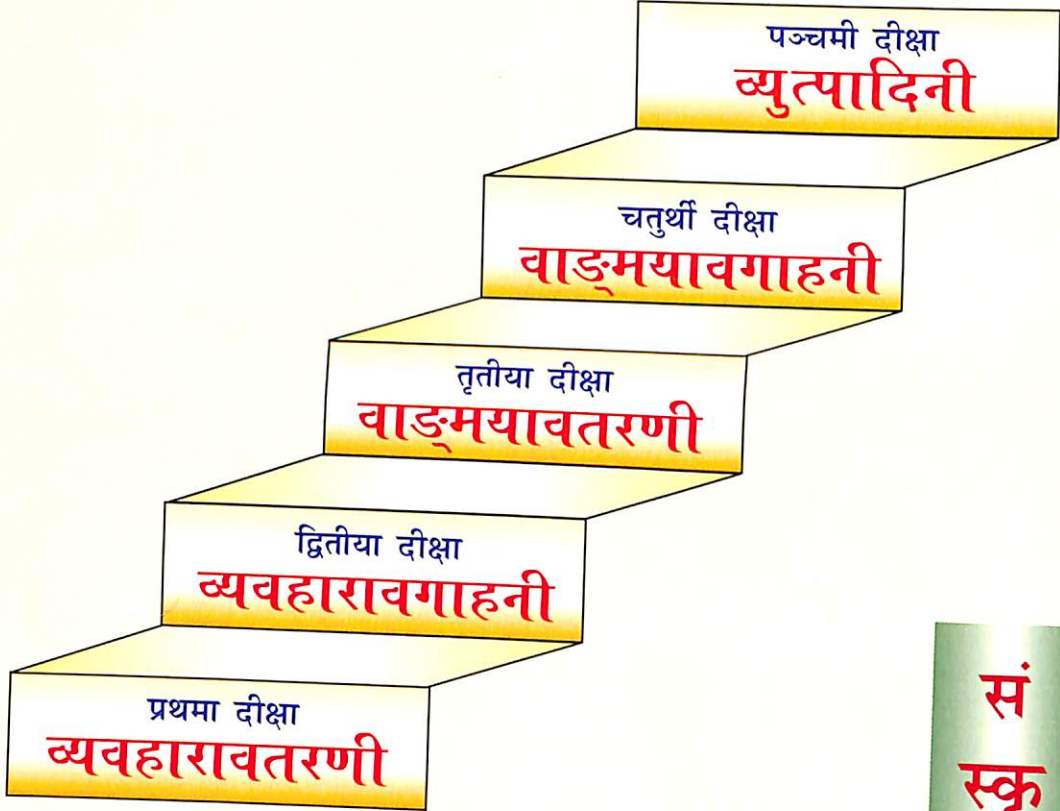 पञ्चमी दीक्षा
व्युत्पादिनी
चतुर्थी दीक्षा
वाङ्मयावगाहनी
तृतीया दीक्षा
वाङ्मयावतरणी
द्वितीया दीक्षा
व्यवहारावगाहनी
प्रथमा दीक्षा
व्यवहारावतरणी
सं
स्कृ